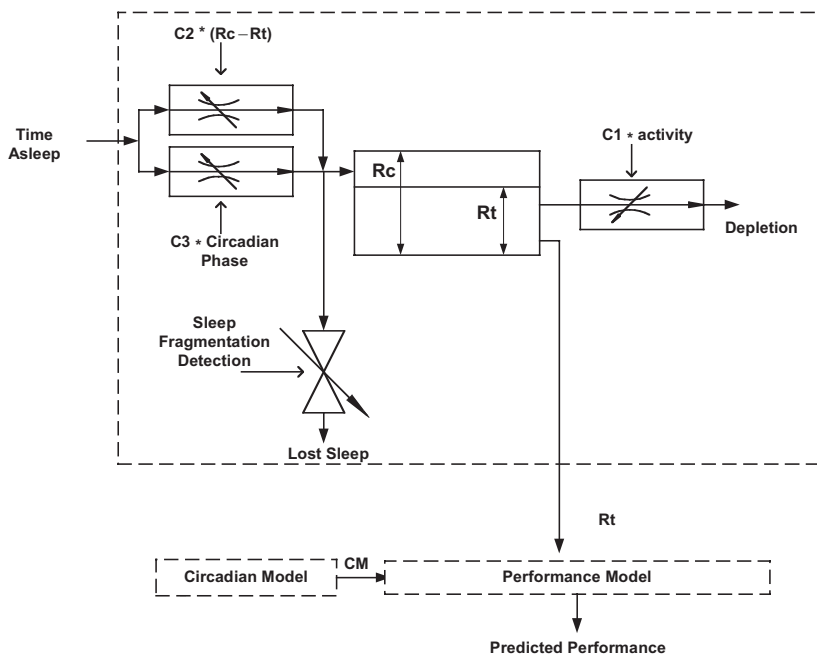 C2 * (Rc – Rt)
Time
Asleep
C3 * Circadian
Phase
Rc
Rt
C1 * activity
Depletion
Sleep
Fragmentation
Detection
Lost Sleep
Rt
Circadian Model
CM
Performance Model
Predicted Performance